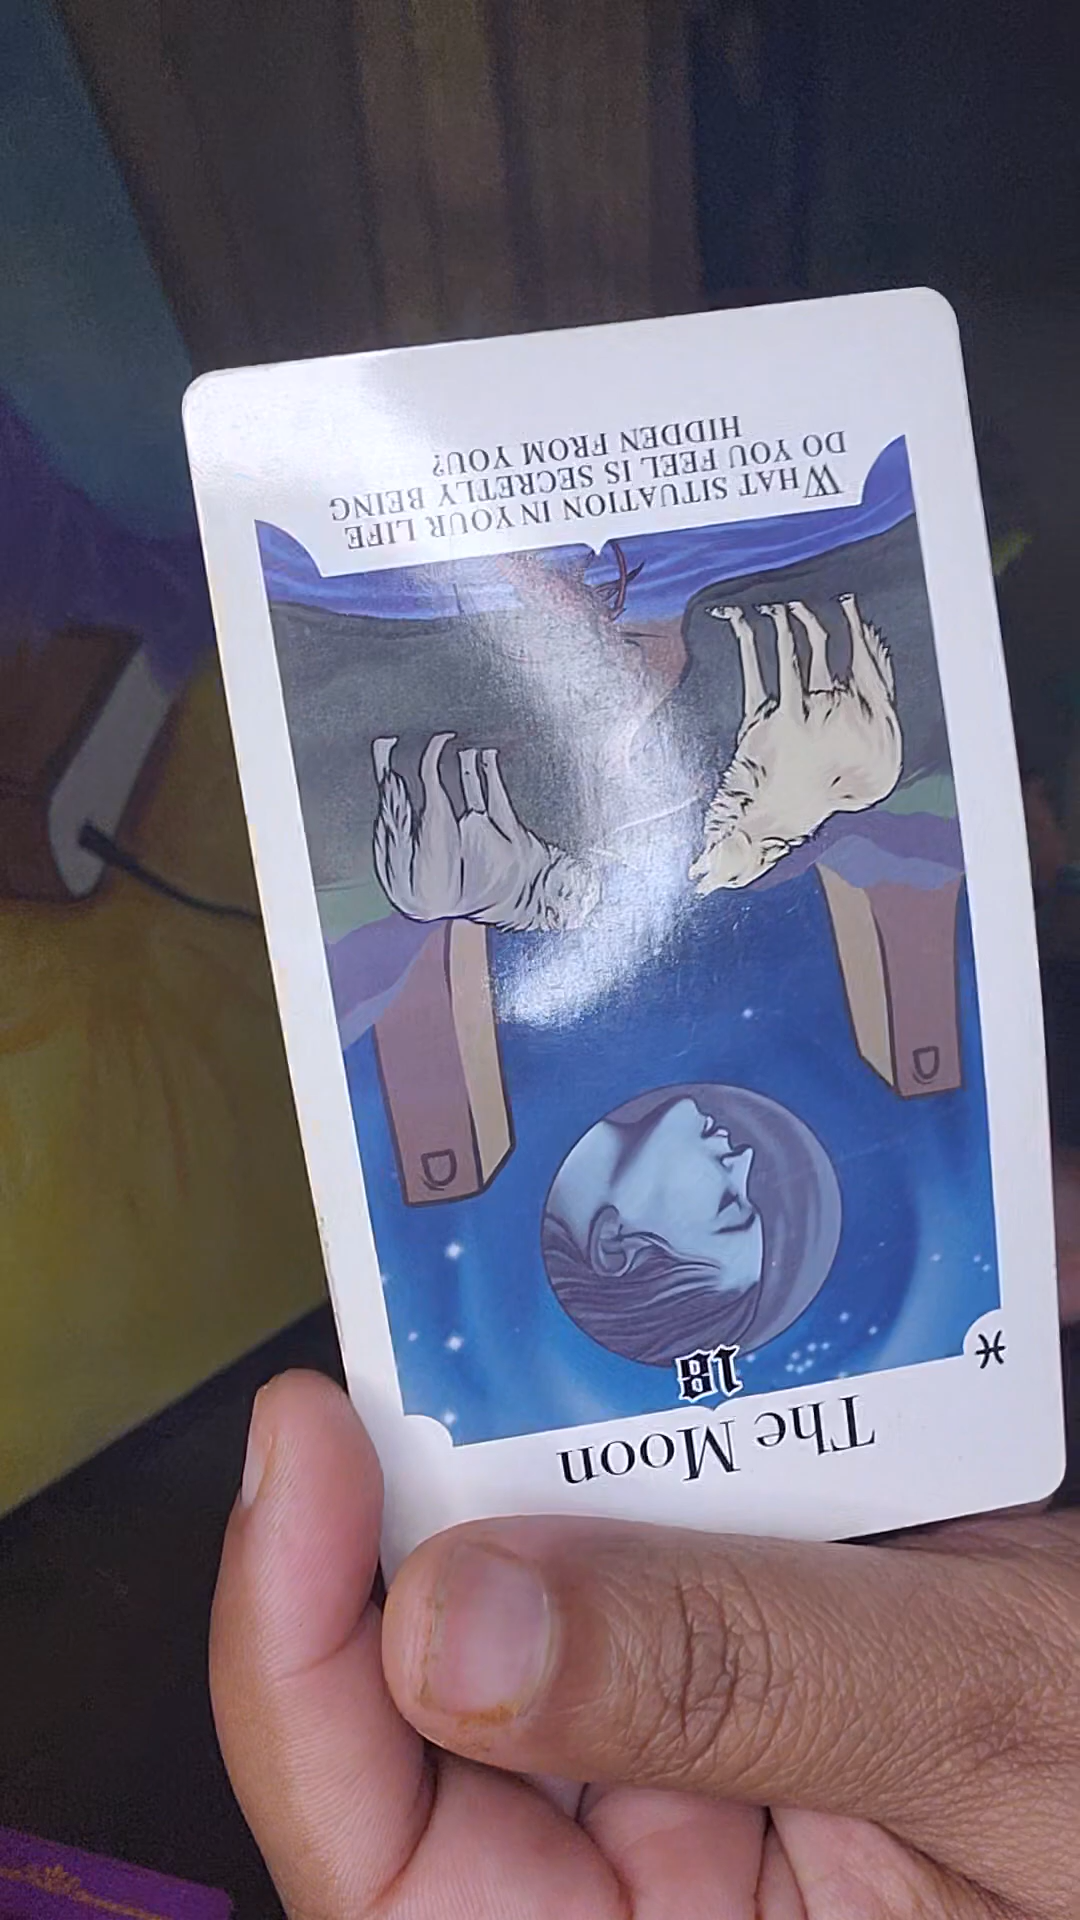 The Moon
18
♓
WHAT SITUATION IN YOUR LIFE
DO YOU FEEL IS SECRETLY BEING
HIDDEN FROM YOU?